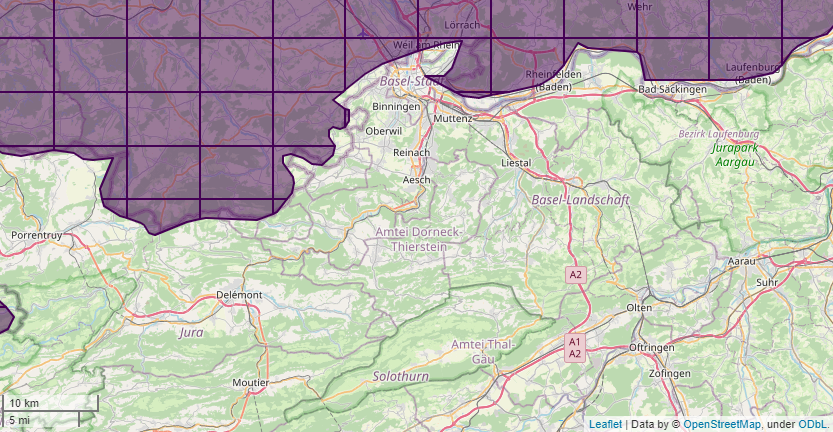 Wehr
Lörrach
Weil am Rhein
Laufenburg
(Baden)
Rheinfelden
(Baden)
Basel-Stadt
Bad Säckingen
Binningen
Muttenz
Oberwil
Bezirk Laufenburg
Reinach
Jurapark
Aargau
Liestal
Aesch
Basel-Landschaft
Amtei Dorneck-
Thierstein
Porrentruy
Aarau
A2
Suhr
Delémont
Olten
Jura
A1
A2
Amtei Thal-
Gäu
Oftringen
Zofingen
Solothurn
Moutier
10 km
5 mi
Leaflet | Data by © OpenStreetMap, under ODbL.